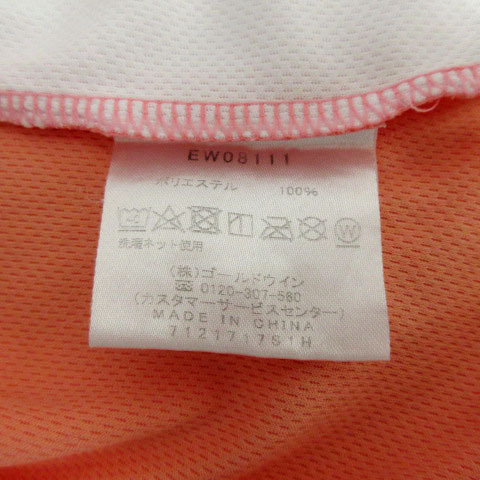 EW08111
ポリエステル 100%
洗濯ネット使用
(株)ゴールドウイン
☎ 0120-307-560
(カスタマーサービスセンター)
MADE IN CHINA
7121717S1H